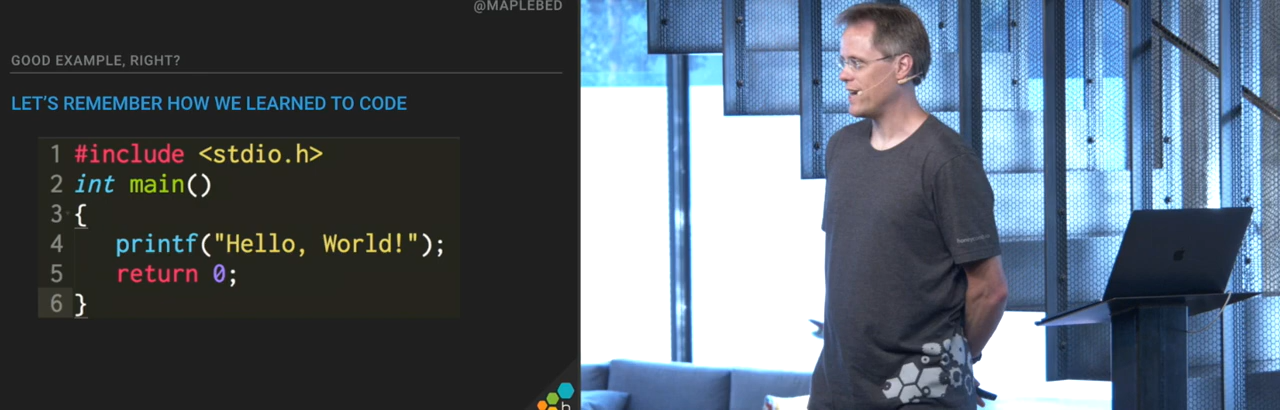 @MAPLEBED
GOOD EXAMPLE, RIGHT?
LET'S REMEMBER HOW WE LEARNED TO CODE
1 #include <stdio.h>
2 int main()
3 {
4    printf("Hello, World!");
5    return 0;
6 }
h